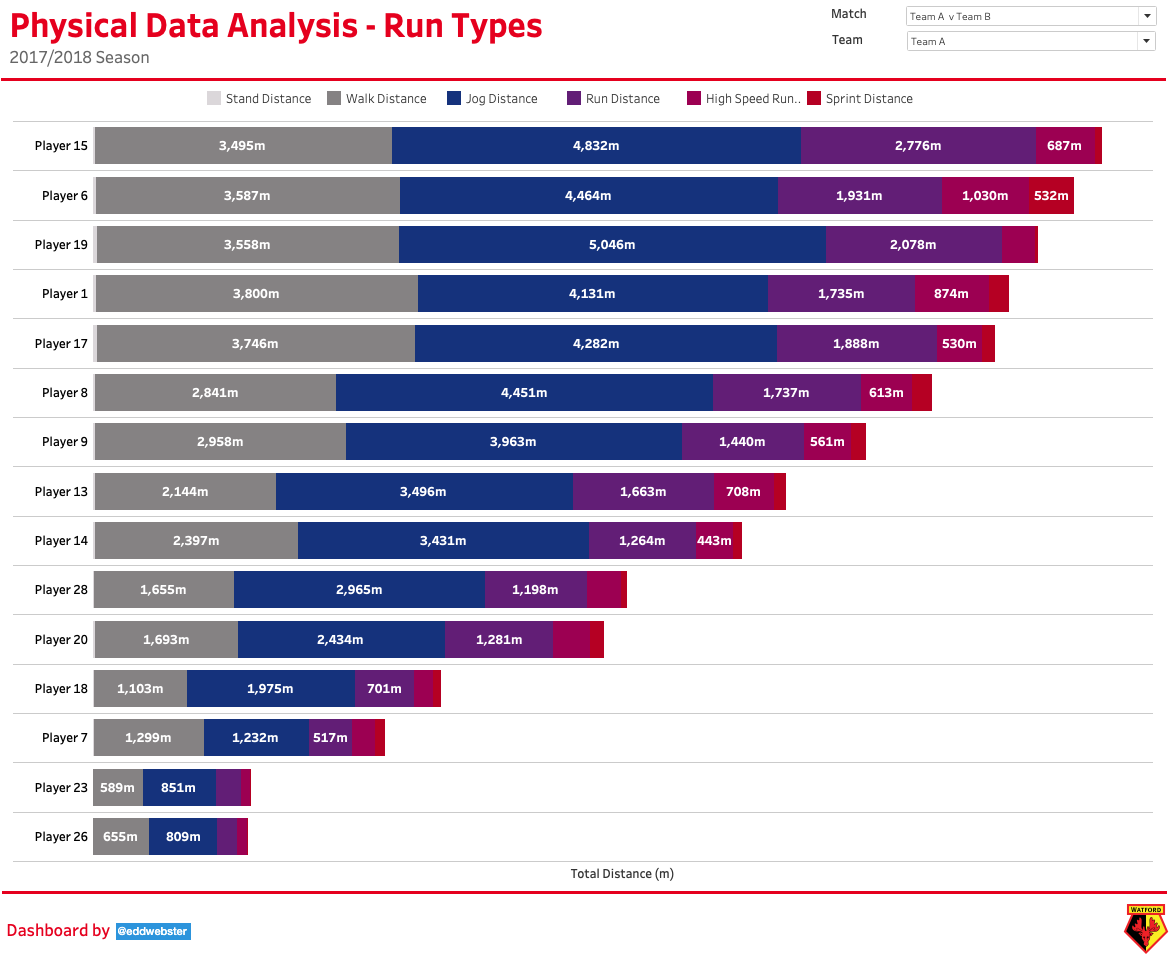 Physical Data Analysis - Run Types
2017/2018 Season
Match
Team A v Team B
Team
Team A
Stand Distance
Walk Distance
Jog Distance
Run Distance
High Speed Run..
Sprint Distance
Player 15 3,495m 4,832m 2,776m 687m
Player 6 3,587m 4,464m 1,931m 1,030m 532m
Player 19 3,558m 5,046m 2,078m
Player 1 3,800m 4,131m 1,735m 874m
Player 17 3,746m 4,282m 1,888m 530m
Player 8 2,841m 4,451m 1,737m 613m
Player 9 2,958m 3,963m 1,440m 561m
Player 13 2,144m 3,496m 1,663m 708m
Player 14 2,397m 3,431m 1,264m 443m
Player 28 1,655m 2,965m 1,198m
Player 20 1,693m 2,434m 1,281m
Player 18 1,103m 1,975m 701m
Player 7 1,299m 1,232m 517m
Player 23 589m 851m
Player 26 655m 809m
Total Distance (m)
Dashboard by @eddwebster
WATFORD